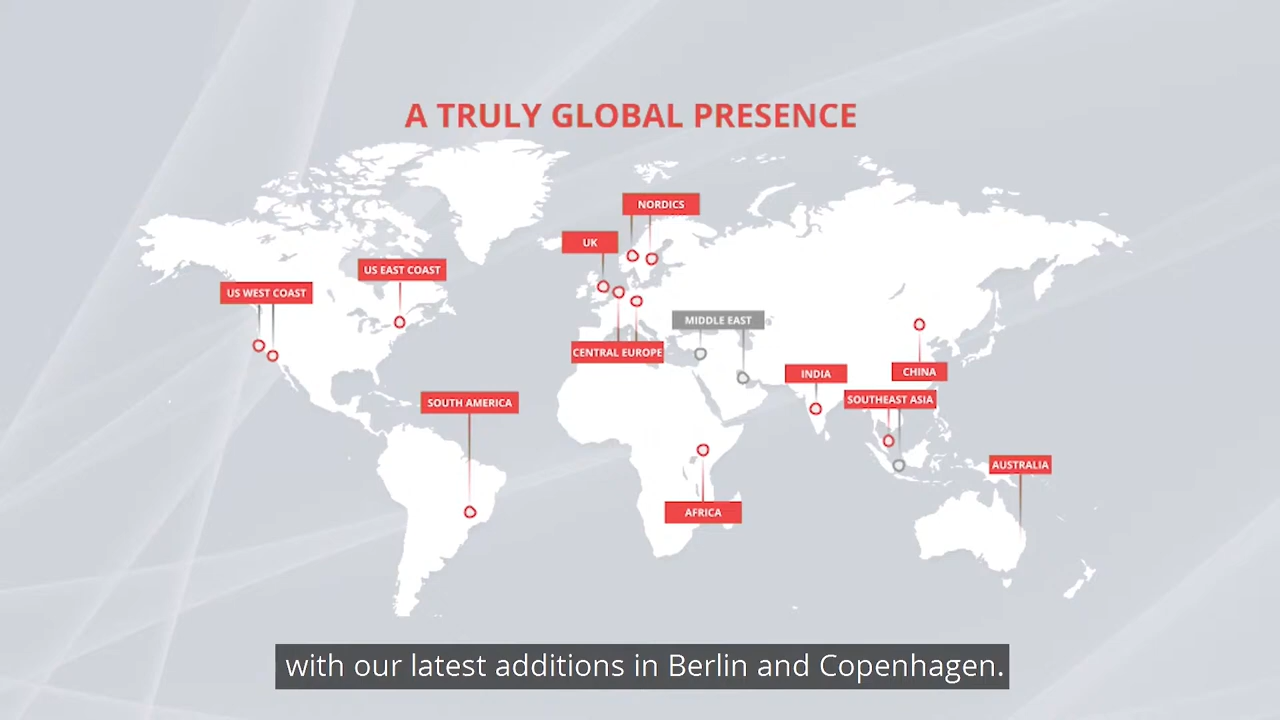 A TRULY GLOBAL PRESENCE
NORDICS
UK
US EAST COAST
US WEST COAST
MIDDLE EAST
CENTRAL EUROPE
INDIA
CHINA
SOUTHEAST ASIA
SOUTH AMERICA
AUSTRALIA
AFRICA
with our latest additions in Berlin and Copenhagen.